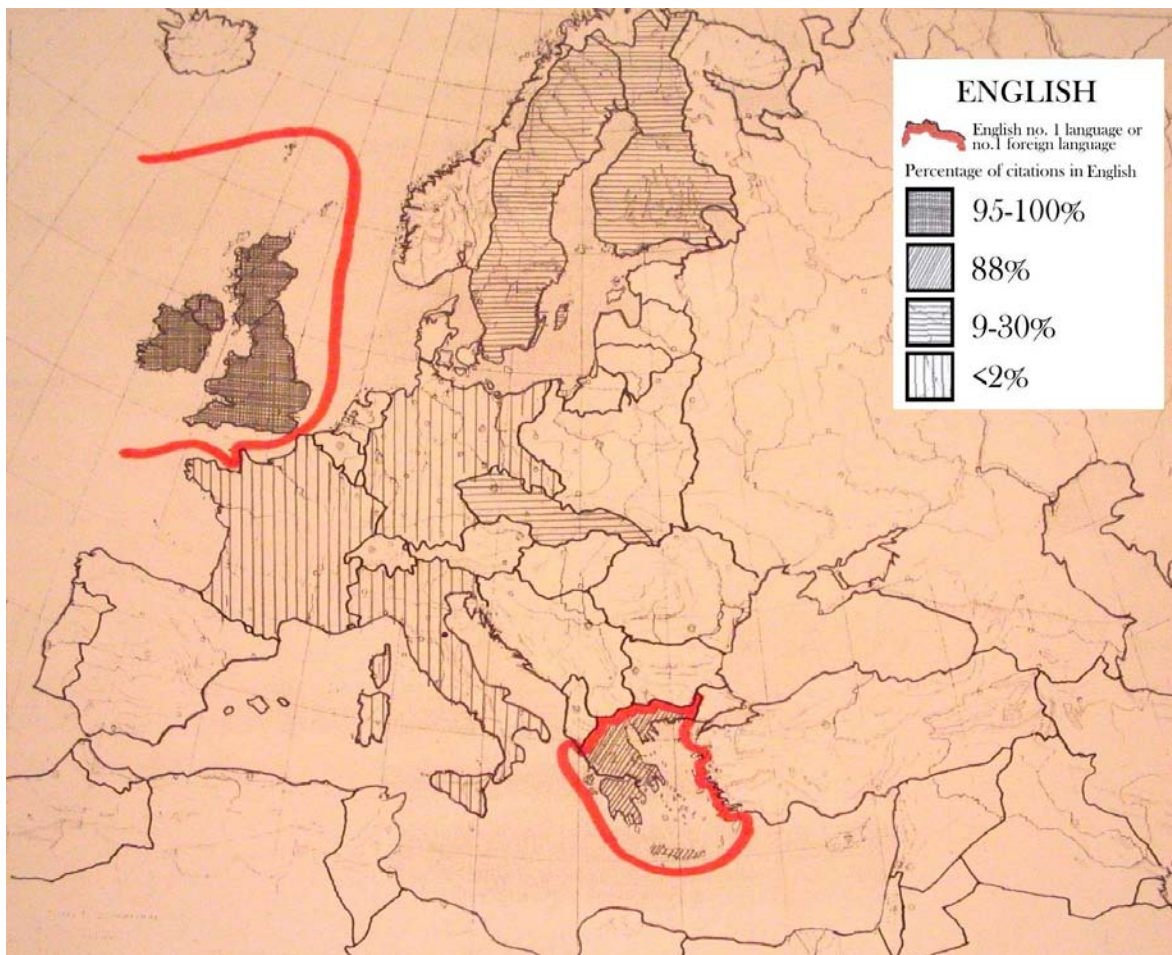 ENGLISH
English no. 1 language or
no.1 foreign language
Percentage of citations in English
95-100%
88%
9-30%
<2%